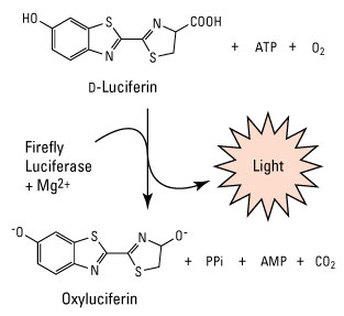 HO
S
N
N
S
COOH
+ ATP + O2
D-Luciferin
Firefly
Luciferase
+ Mg2+
Light
-O
S
N
N
S
O-
+ PPi + AMP + CO2
Oxyluciferin